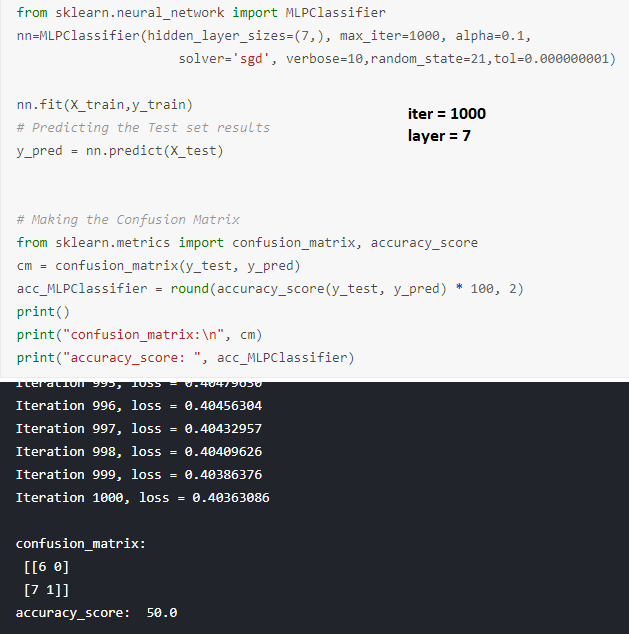 from sklearn.neural_network import MLPClassifier
nn=MLPClassifier(hidden_layer_sizes=(7,), max_iter=1000, alpha=0.1,
solver='sgd', verbose=10,random_state=21,tol=0.000000001)
nn.fit(X_train,y_train)
# Predicting the Test set results
y_pred = nn.predict(X_test)
iter = 1000
layer = 7
# Making the Confusion Matrix
from sklearn.metrics import confusion_matrix, accuracy_score
cm = confusion_matrix(y_test, y_pred)
acc_MLPClassifier = round(accuracy_score(y_test, y_pred) * 100, 2)
print()
print("confusion_matrix:\n", cm)
print("accuracy_score: ", acc_MLPClassifier)
Iteration 995, loss = 0.40479630
Iteration 996, loss = 0.40456304
Iteration 997, loss = 0.40432957
Iteration 998, loss = 0.40409626
Iteration 999, loss = 0.40386376
Iteration 1000, loss = 0.40363086
confusion_matrix:
[[6 0]
[7 1]]
accuracy_score:  50.0